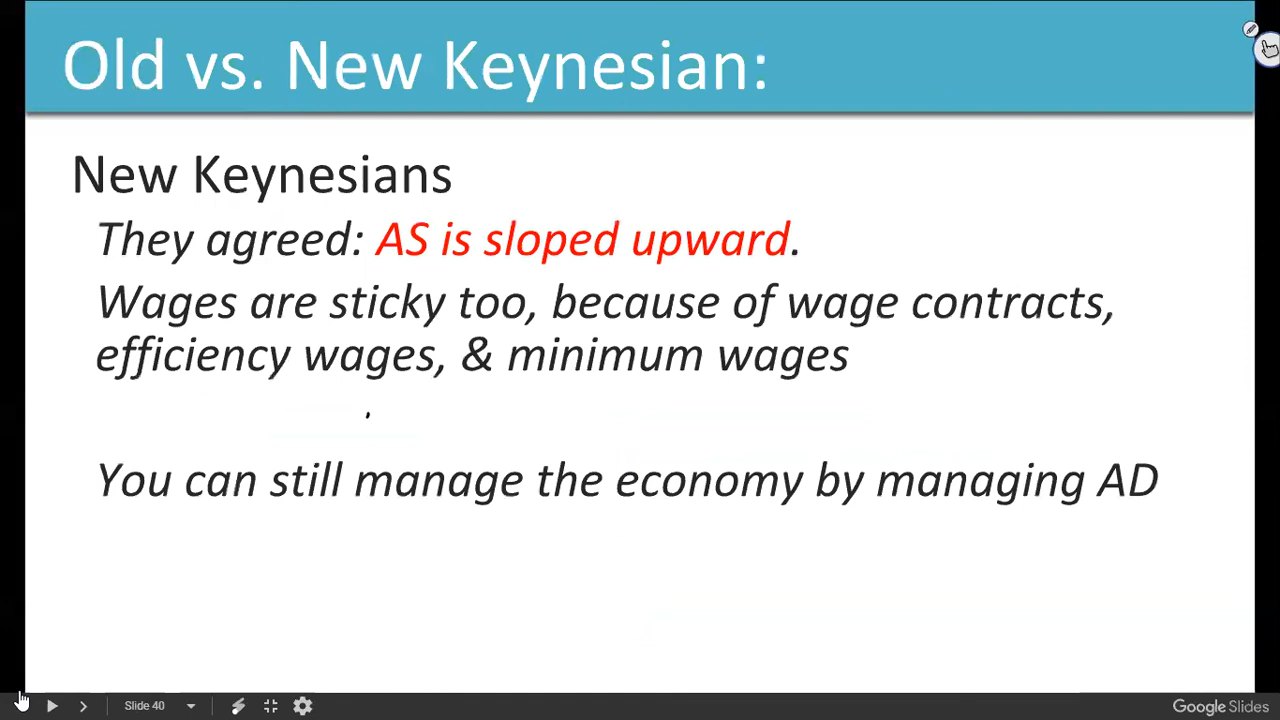 Old vs. New Keynesian:
New Keynesians
They agreed: AS is sloped upward.
Wages are sticky too, because of wage contracts,
efficiency wages, & minimum wages
,
You can still manage the economy by managing AD
Slide 40
Google Slides